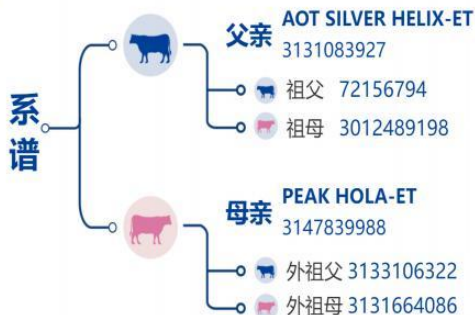 系谱
父亲 AOT SILVER HELIX-ET
3131083927
祖父 72156794
祖母 3012489198
母亲 PEAK HOLA-ET
3147839988
外祖父 3133106322
外祖母 3131664086